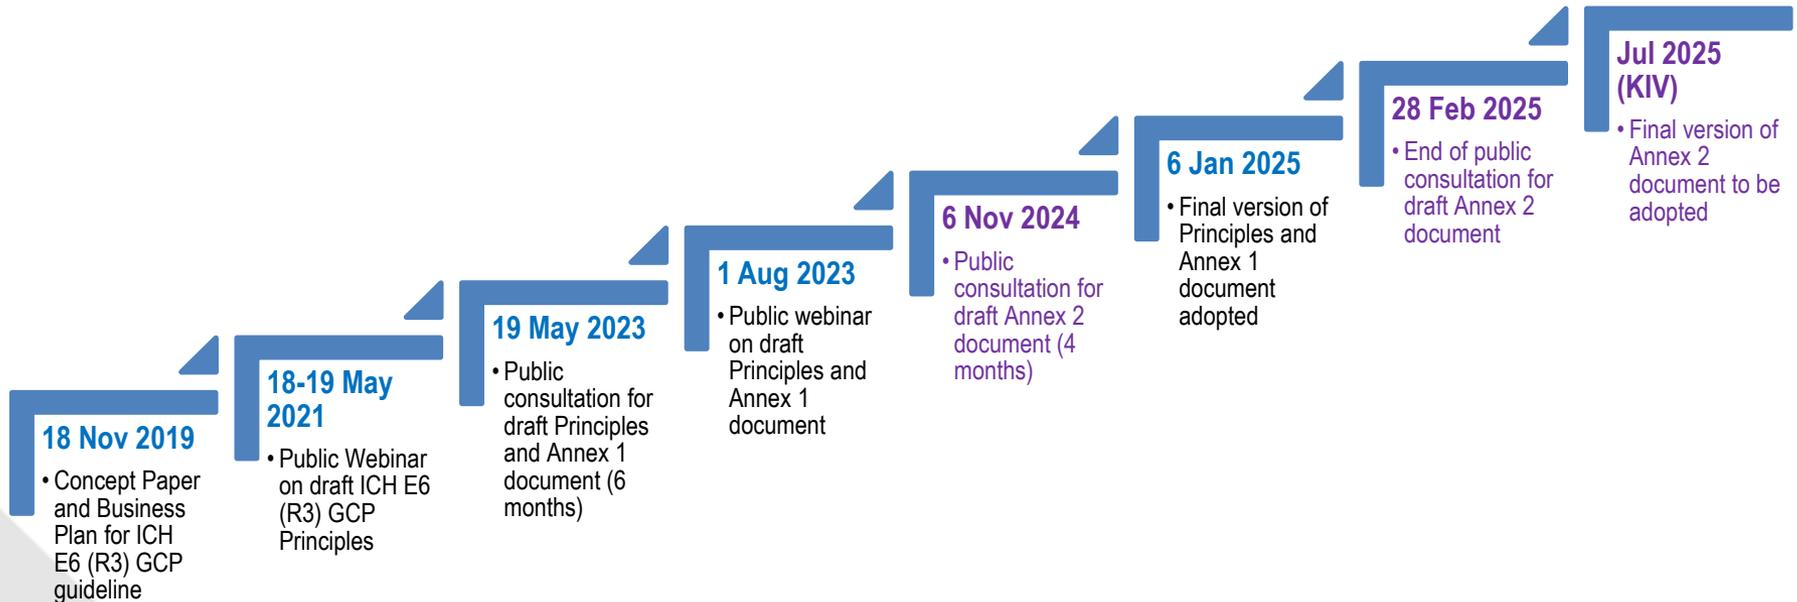 18 Nov 2019
• Concept Paper
and Business
Plan for ICH
E6 (R3) GCP
guideline
18-19 May
2021
• Public Webinar
on draft ICH E6
(R3) GCP
Principles
19 May 2023
• Public
consultation for
draft Principles
and Annex 1
document (6
months)
1 Aug 2023
• Public webinar
on draft
Principles and
Annex 1
document
6 Nov 2024
• Public
consultation for
draft Annex 2
document (4
months)
6 Jan 2025
• Final version of
Principles and
Annex 1
document
adopted
28 Feb 2025
• End of public
consultation for
draft Annex 2
document
Jul 2025
(KIV)
• Final version of
Annex 2
document to be
adopted